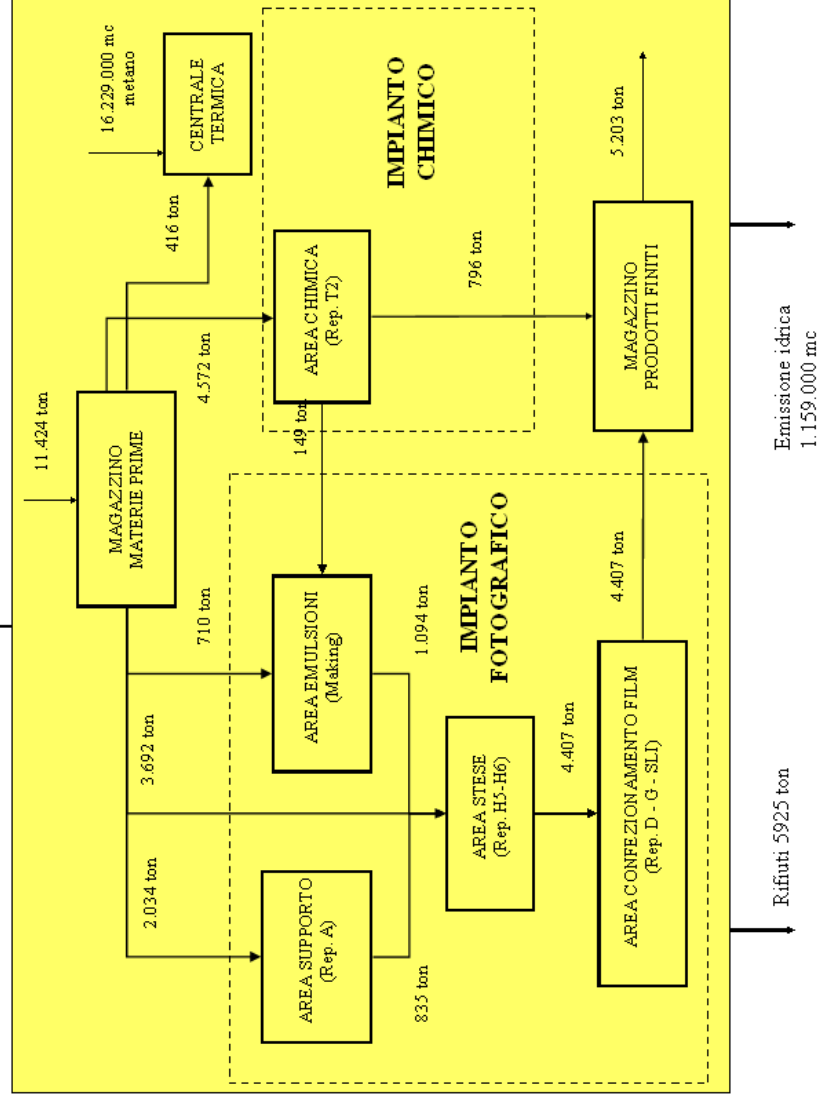 11.424 ton
16.229.000 mc
metano
MAGAZZINO
MATERIE PRIME
CENTRALE
TERMICA
416 ton
4.572 ton
710 ton
3.692 ton
2.034 ton
IMPIANTO
CHIMICO
AREA CHIMICA
(Rep. T2)
149 ton
796 ton
IMPIANTO
FOTOGRAFICO
AREA EMULSIONI
(Making)
1.094 ton
AREA SUPPORTO
(Rep. A)
835 ton
AREA STESE
(Rep. H5-H6)
4.407 ton
AREA CONFEZIONAMENTO FILM
(Rep. D - G - SLI)
4.407 ton
MAGAZZINO
PRODOTTI FINITI
5.203 ton
Rifiuti 5925 ton
Emissione idrica
1.159.000 mc